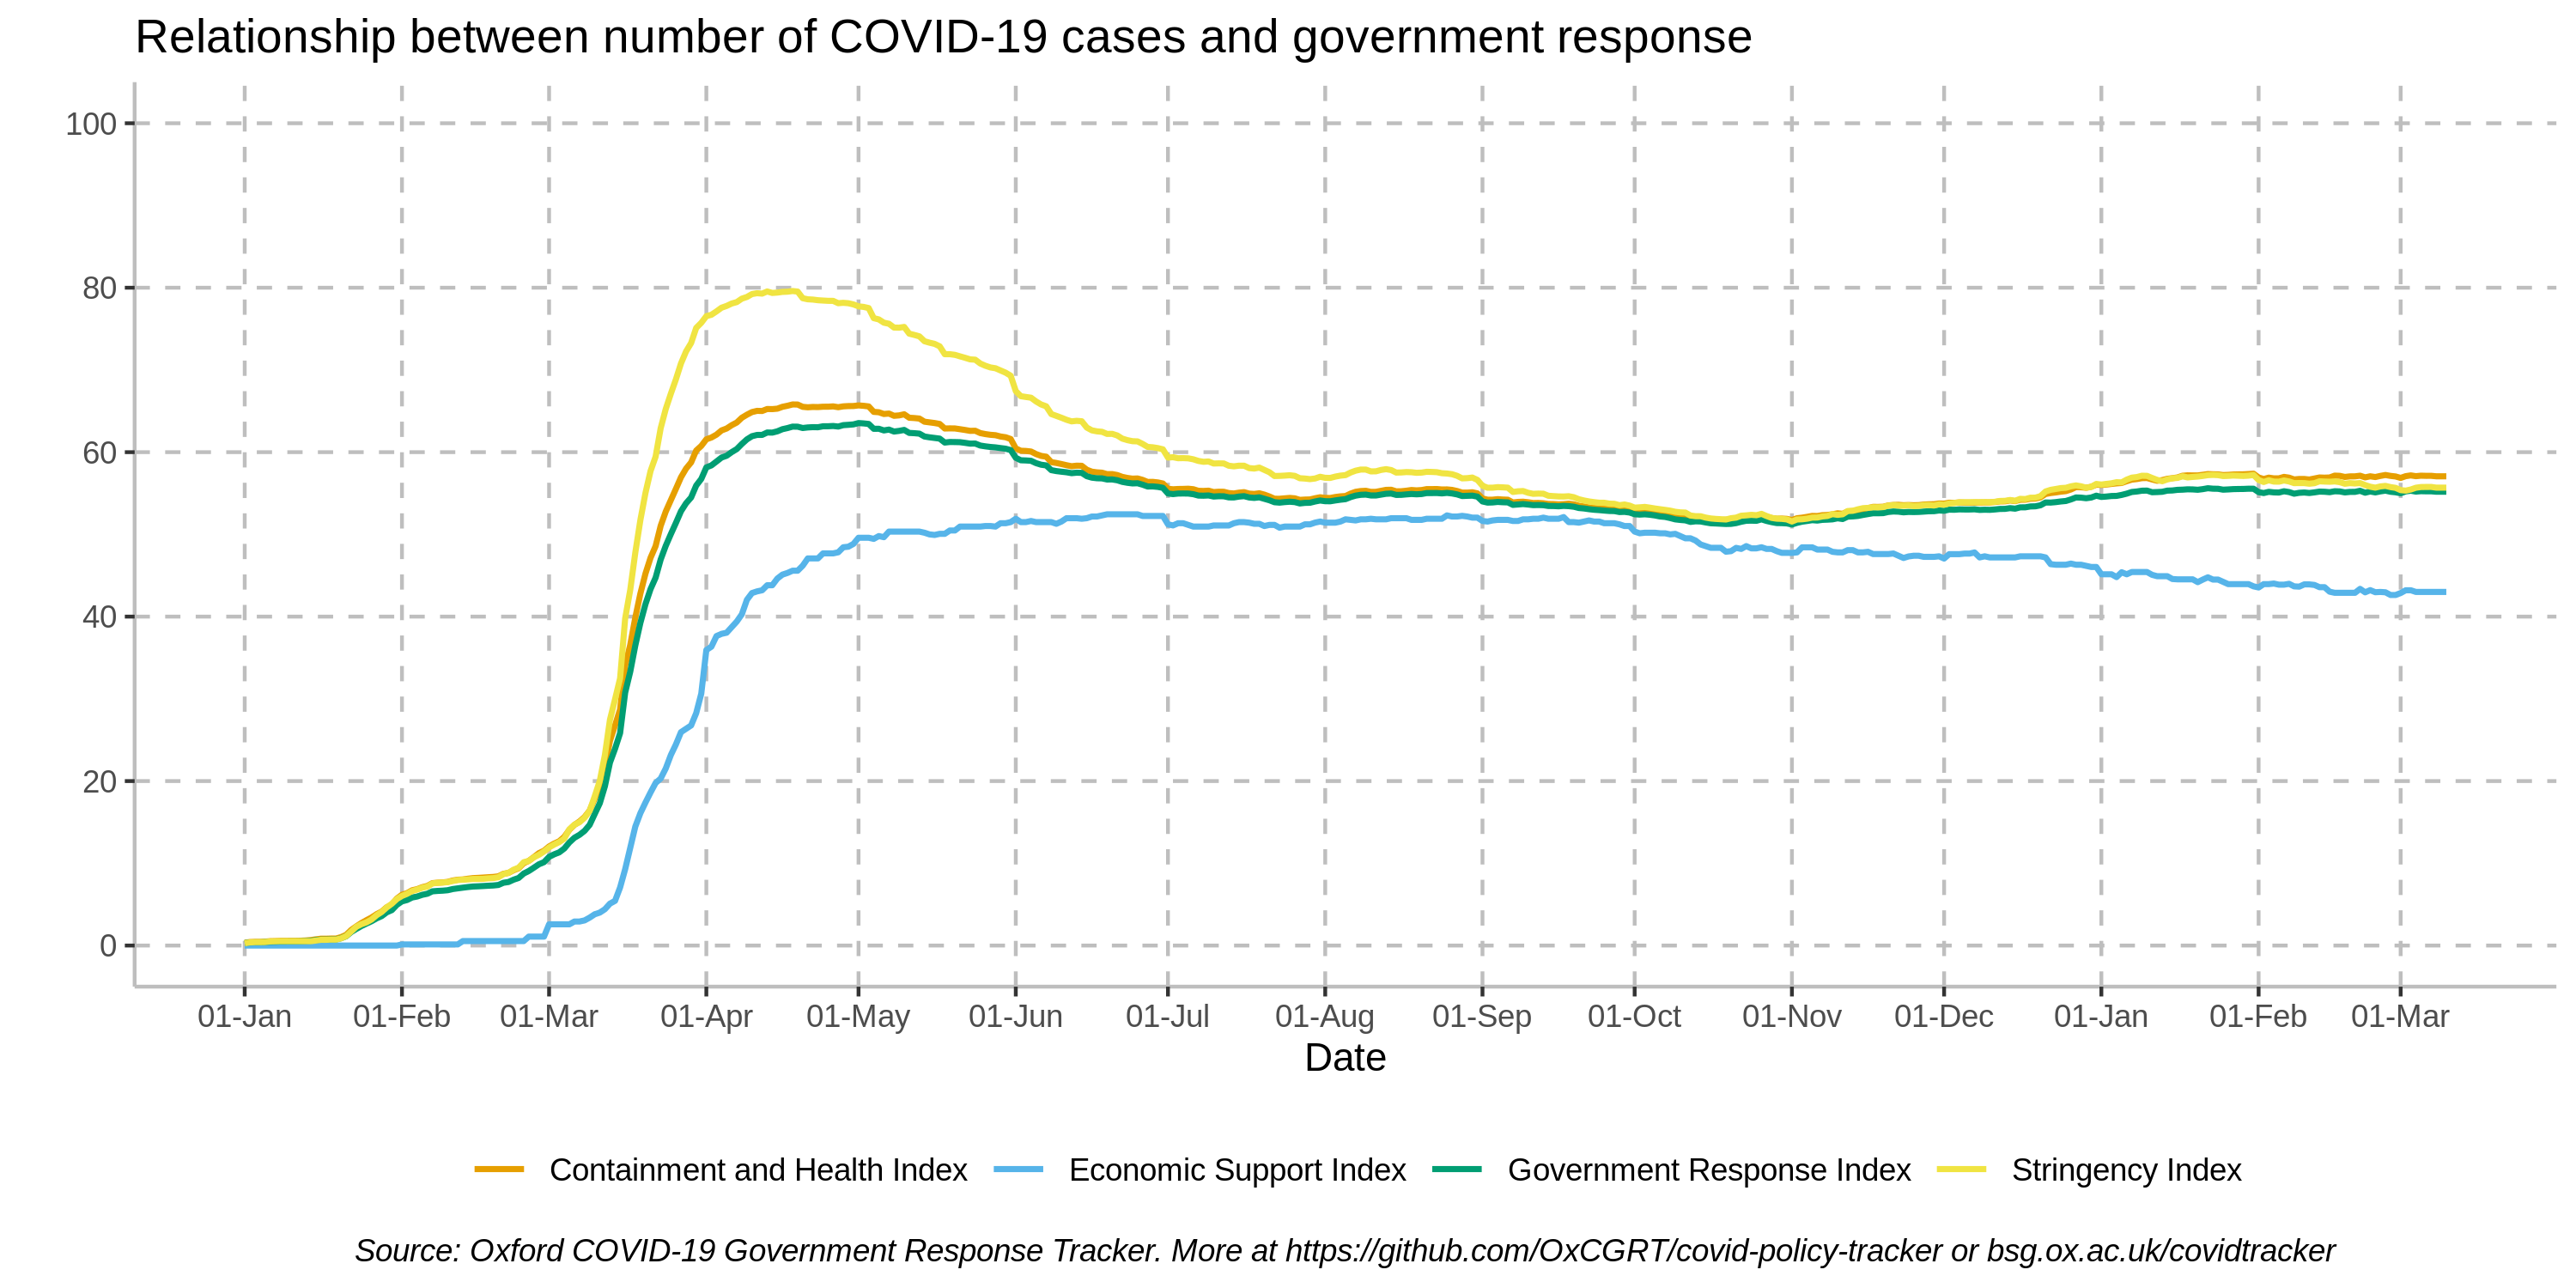 Relationship between number of COVID-19 cases and government response
100
80
60
40
20
0
01-Jan 01-Feb 01-Mar 01-Apr 01-May 01-Jun 01-Jul 01-Aug 01-Sep 01-Oct 01-Nov 01-Dec 01-Jan 01-Feb 01-Mar
Date
Containment and Health Index Economic Support Index Government Response Index Stringency Index
Source: Oxford COVID-19 Government Response Tracker. More at https://github.com/OxCGRT/covid-policy-tracker or bsg.ox.ac.uk/covidtracker